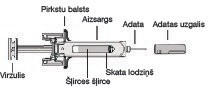 Pirkstu balsts
Aizsargs
Adata
Adatas uzgalis
Virzulis
Šļirces šļirce
Skata lodziņš